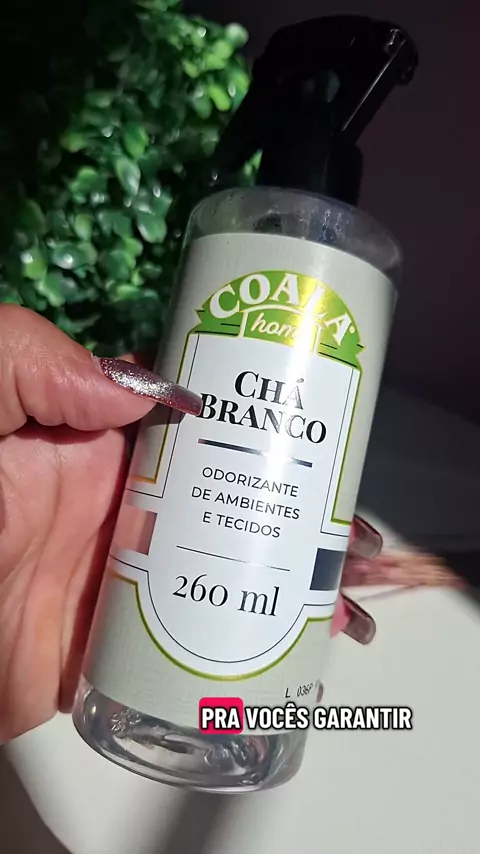 COALA
home
CHÁ
BRANCO
ODORIZANTE
DE AMBIENTES
E TECIDOS
260 ml
PRA VOCÊS GARANTIR